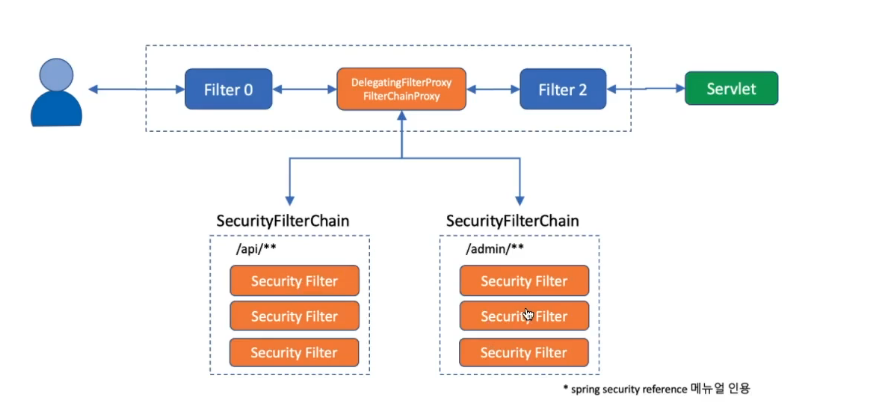 Filter 0
DelegatingFilterProxy
FilterChainProxy
Filter 2
Servlet
SecurityFilterChain
/api/**
Security Filter
Security Filter
Security Filter
SecurityFilterChain
/admin/**
Security Filter
Security Filter
Security Filter
* spring security reference 메뉴얼 인용